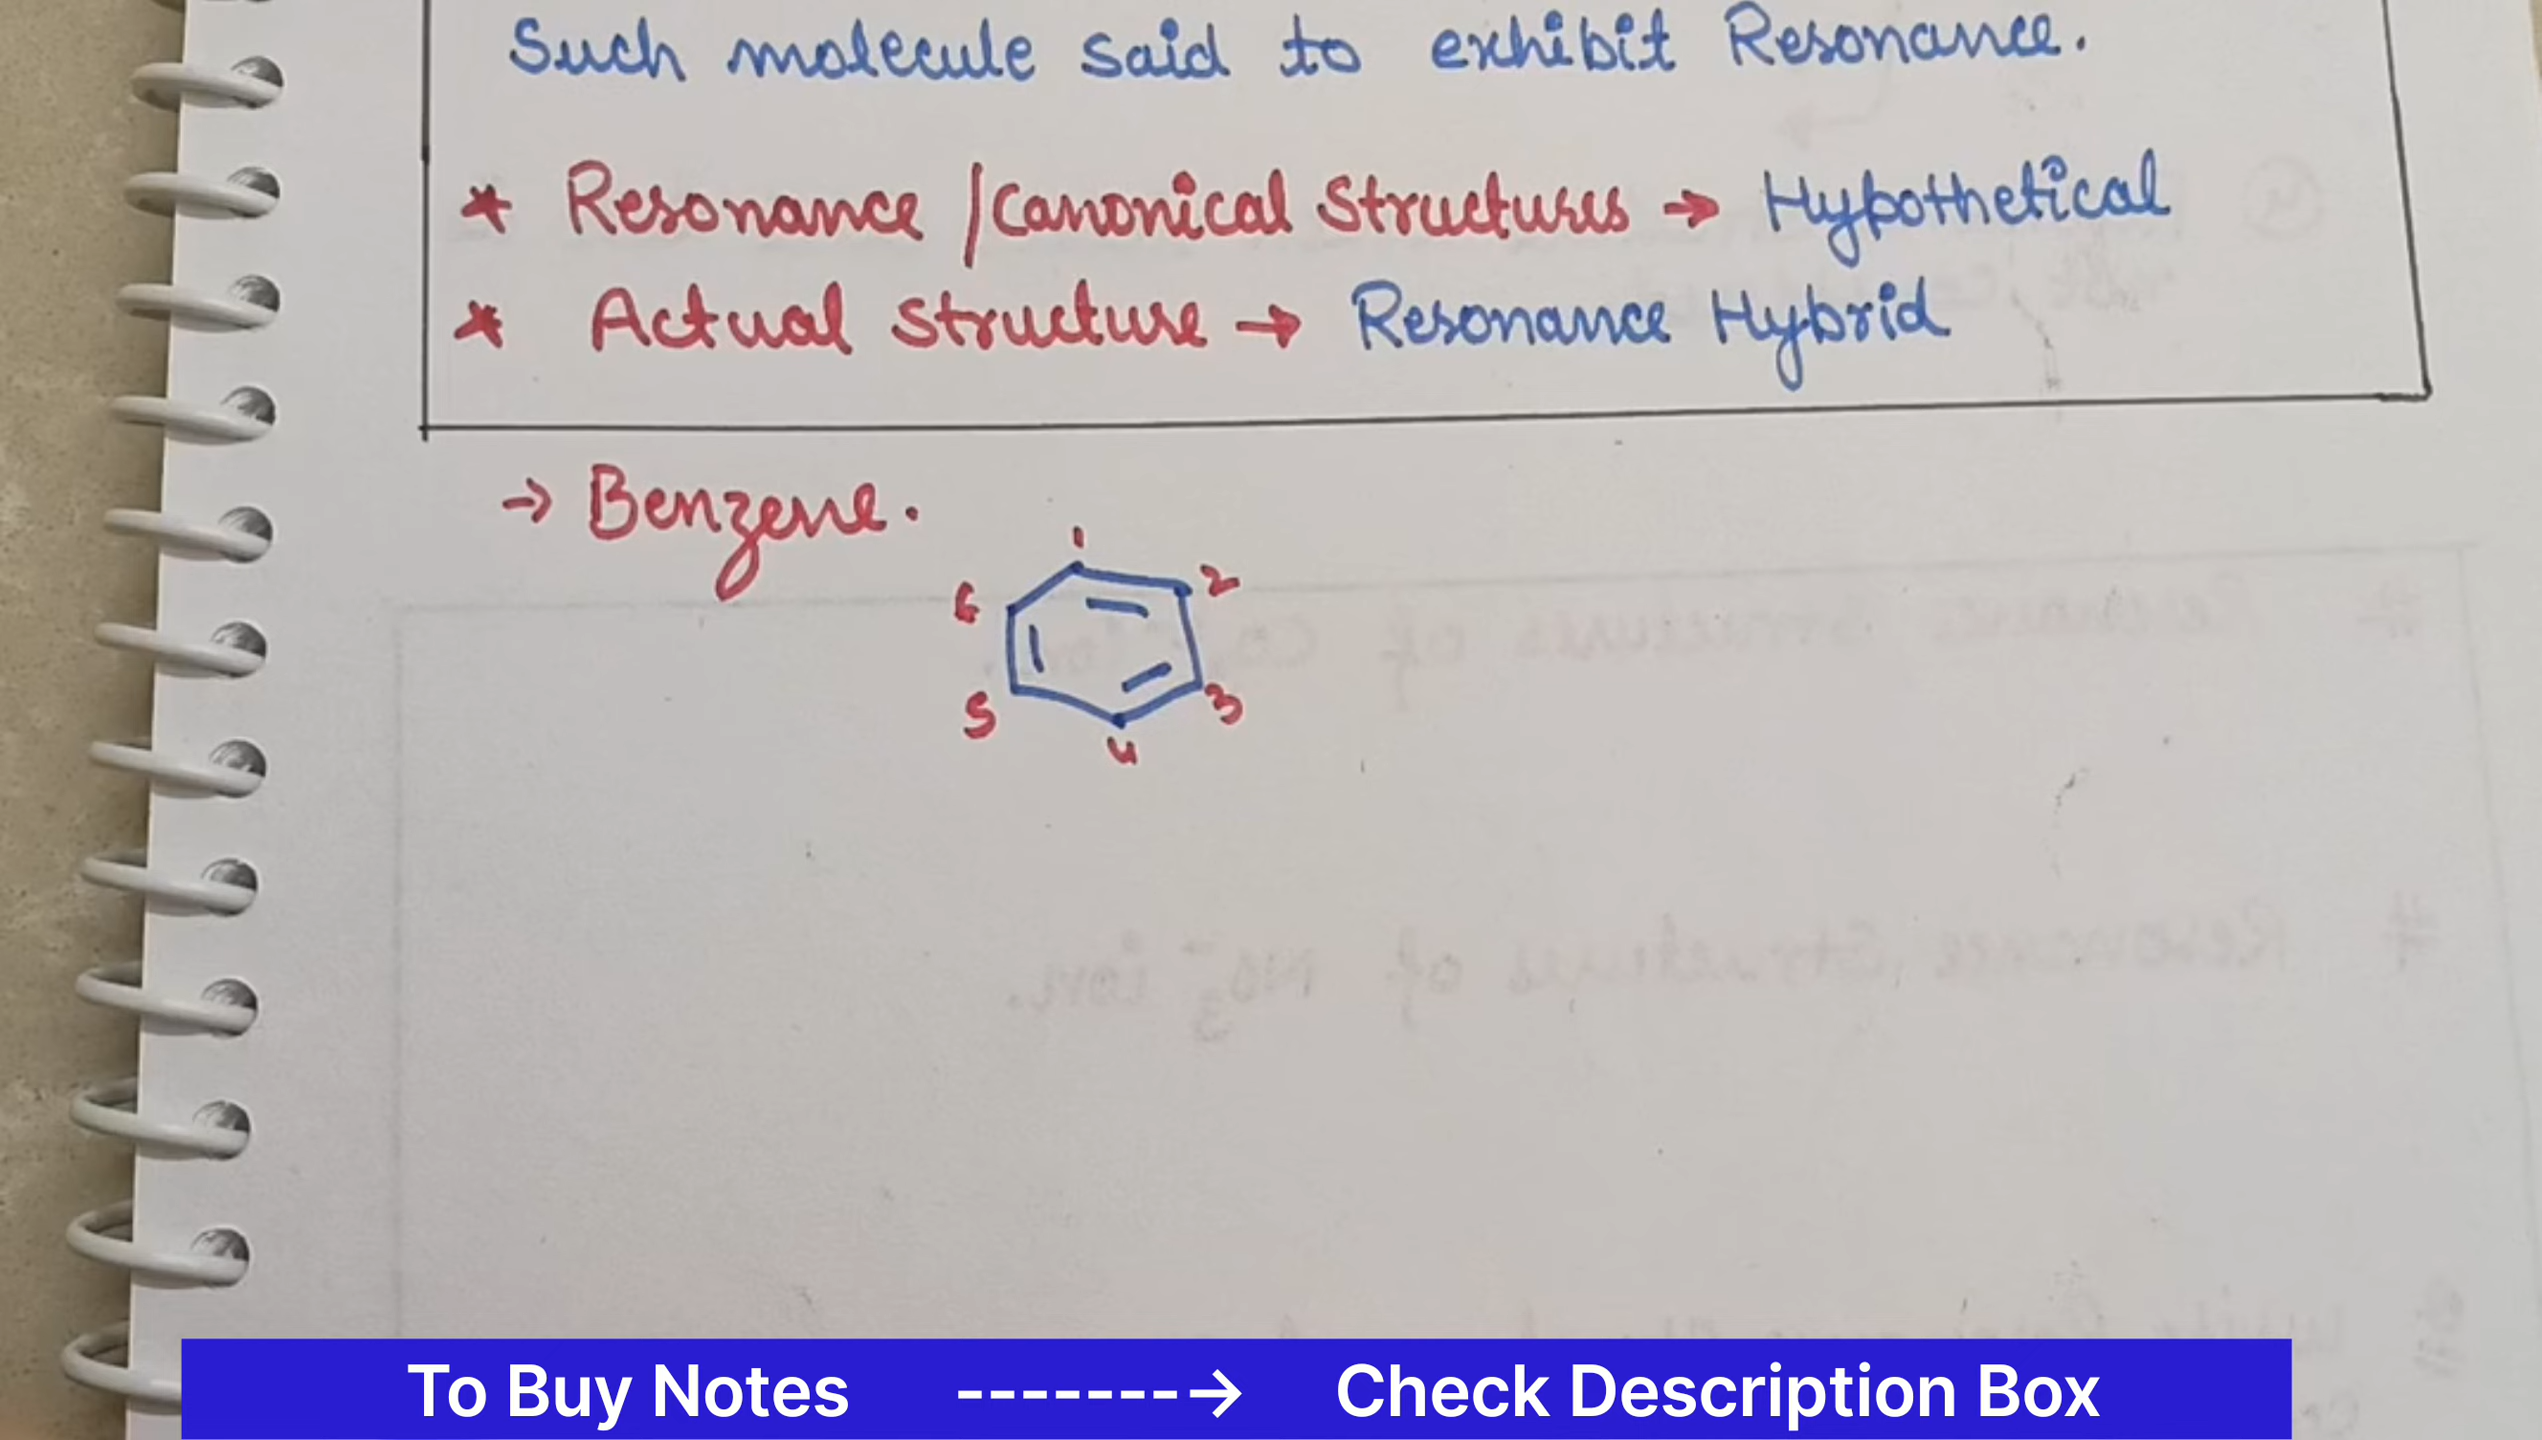 Such molecule said to exhibit Resonance.
* Resonance /Canonical Structures → Hypothetical
* Actual Structure → Resonance Hybrid
→ Benzene.
1
6 2
5 3
4
To Buy Notes -------→ Check Description Box